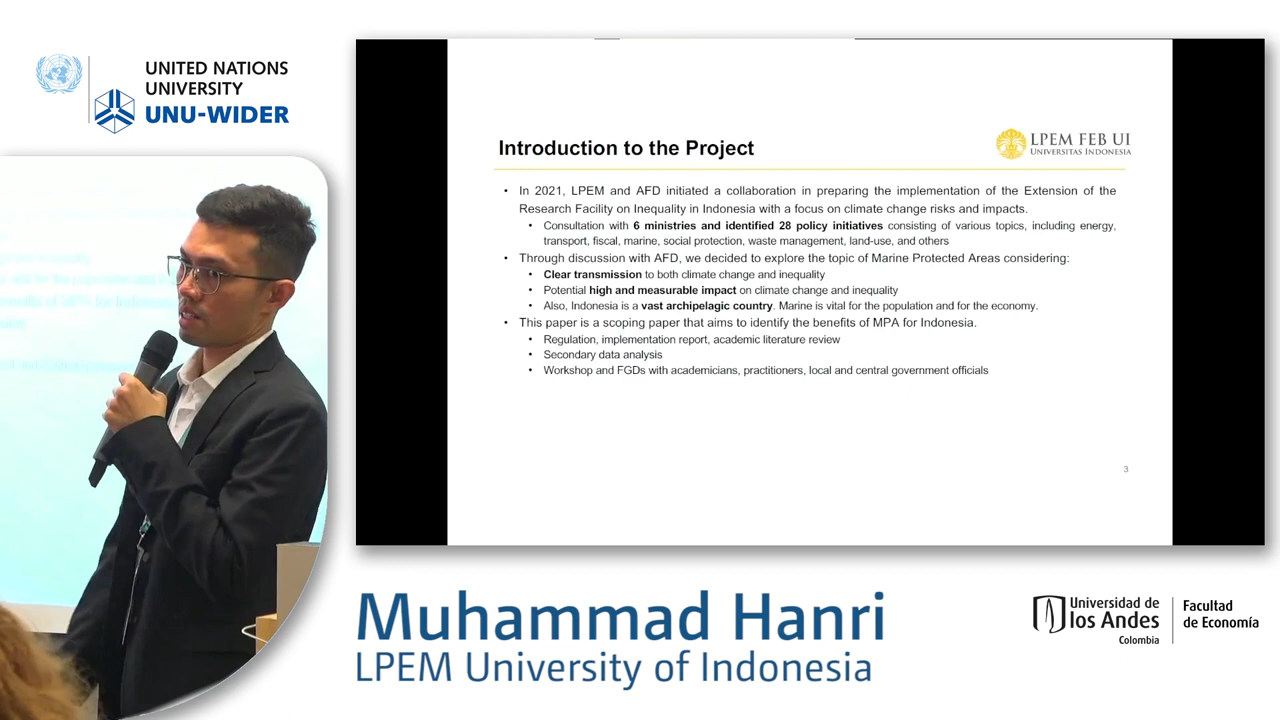 UNITED NATIONS
UNIVERSITY
UNU-WIDER
Introduction to the Project
LPEM FEB UI
UNIVERSITAS INDONESIA
• In 2021, LPEM and AFD initiated a collaboration in preparing the implementation of the Extension of the
Research Facility on Inequality in Indonesia with a focus on climate change risks and impacts.
• Consultation with 6 ministries and identified 28 policy initiatives consisting of various topics, including energy,
transport, fiscal, marine, social protection, waste management, land-use, and others
• Through discussion with AFD, we decided to explore the topic of Marine Protected Areas considering:
• Clear transmission to both climate change and inequality
• Potential high and measurable impact on climate change and inequality
• Also, Indonesia is a vast archipelagic country. Marine is vital for the population and for the economy.
• This paper is a scoping paper that aims to identify the benefits of MPA for Indonesia.
• Regulation, implementation report, academic literature review
• Secondary data analysis
• Workshop and FGDs with academicians, practitioners, local and central government officials
3
Muhammad Hanri
LPEM University of Indonesia
Universidad de
los Andes
Colombia
Facultad
de Economía